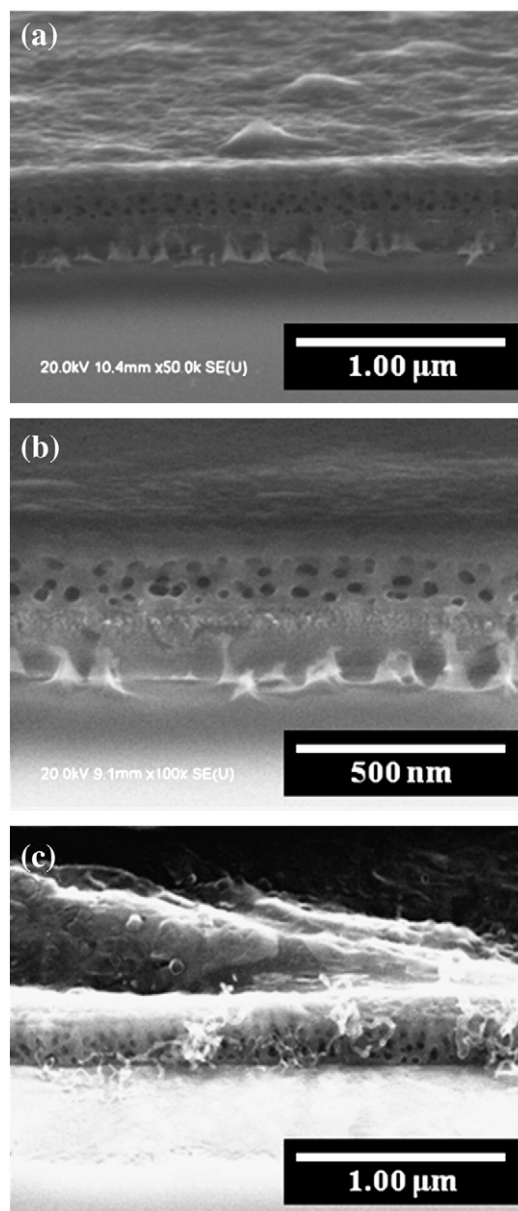 (a)
20.0kV 10.4mm x50.0k SE(U)
1.00 μm
(b)
20.0kV 9.1mm x100k SE(U)
500 nm
(c)
1.00 μm